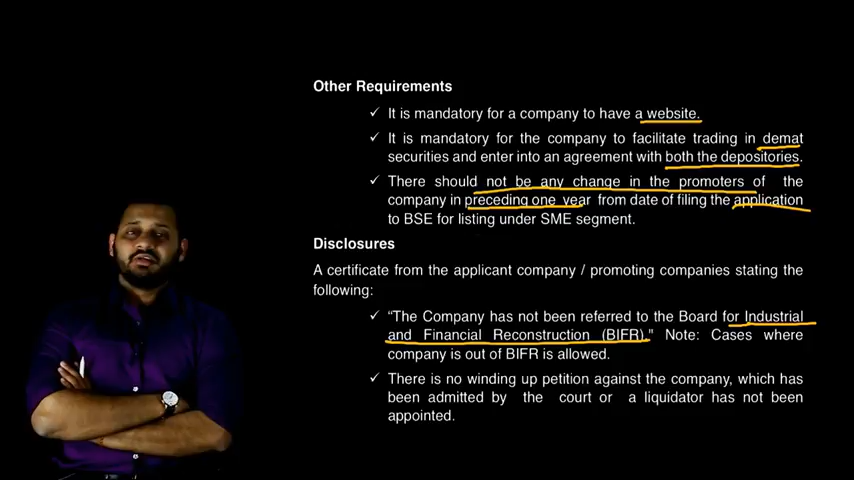 Other Requirements
✓ It is mandatory for a company to have a website.
✓ It is mandatory for the company to facilitate trading in demat
securities and enter into an agreement with both the depositories.
✓ There should not be any change in the promoters of the
company in preceding one year from date of filing the application
to BSE for listing under SME segment.
Disclosures
A certificate from the applicant company / promoting companies stating the
following:
✓ “The Company has not been referred to the Board for Industrial
and Financial Reconstruction (BIFR)." Note: Cases where
company is out of BIFR is allowed.
✓ There is no winding up petition against the company, which has
been admitted by the court or a liquidator has not been
appointed.